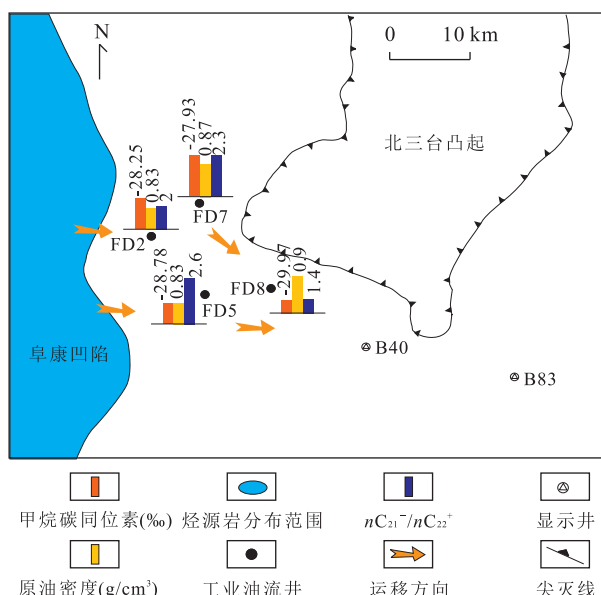 N
0 10 km
北三台凸起
-27.93
0.87
2.3
-28.25
0.83
2
FD7
FD2
-28.78
0.83
2.6
FD5
FD8
-29.97
0.9
1.4
阜康凹陷
B40
B83
甲烷碳同位素(‰)
烃源岩分布范围
nC₂₁⁻/nC₂₂⁺
显示井
原油密度(g/cm³)
工业油流井
运移方向
尖灭线